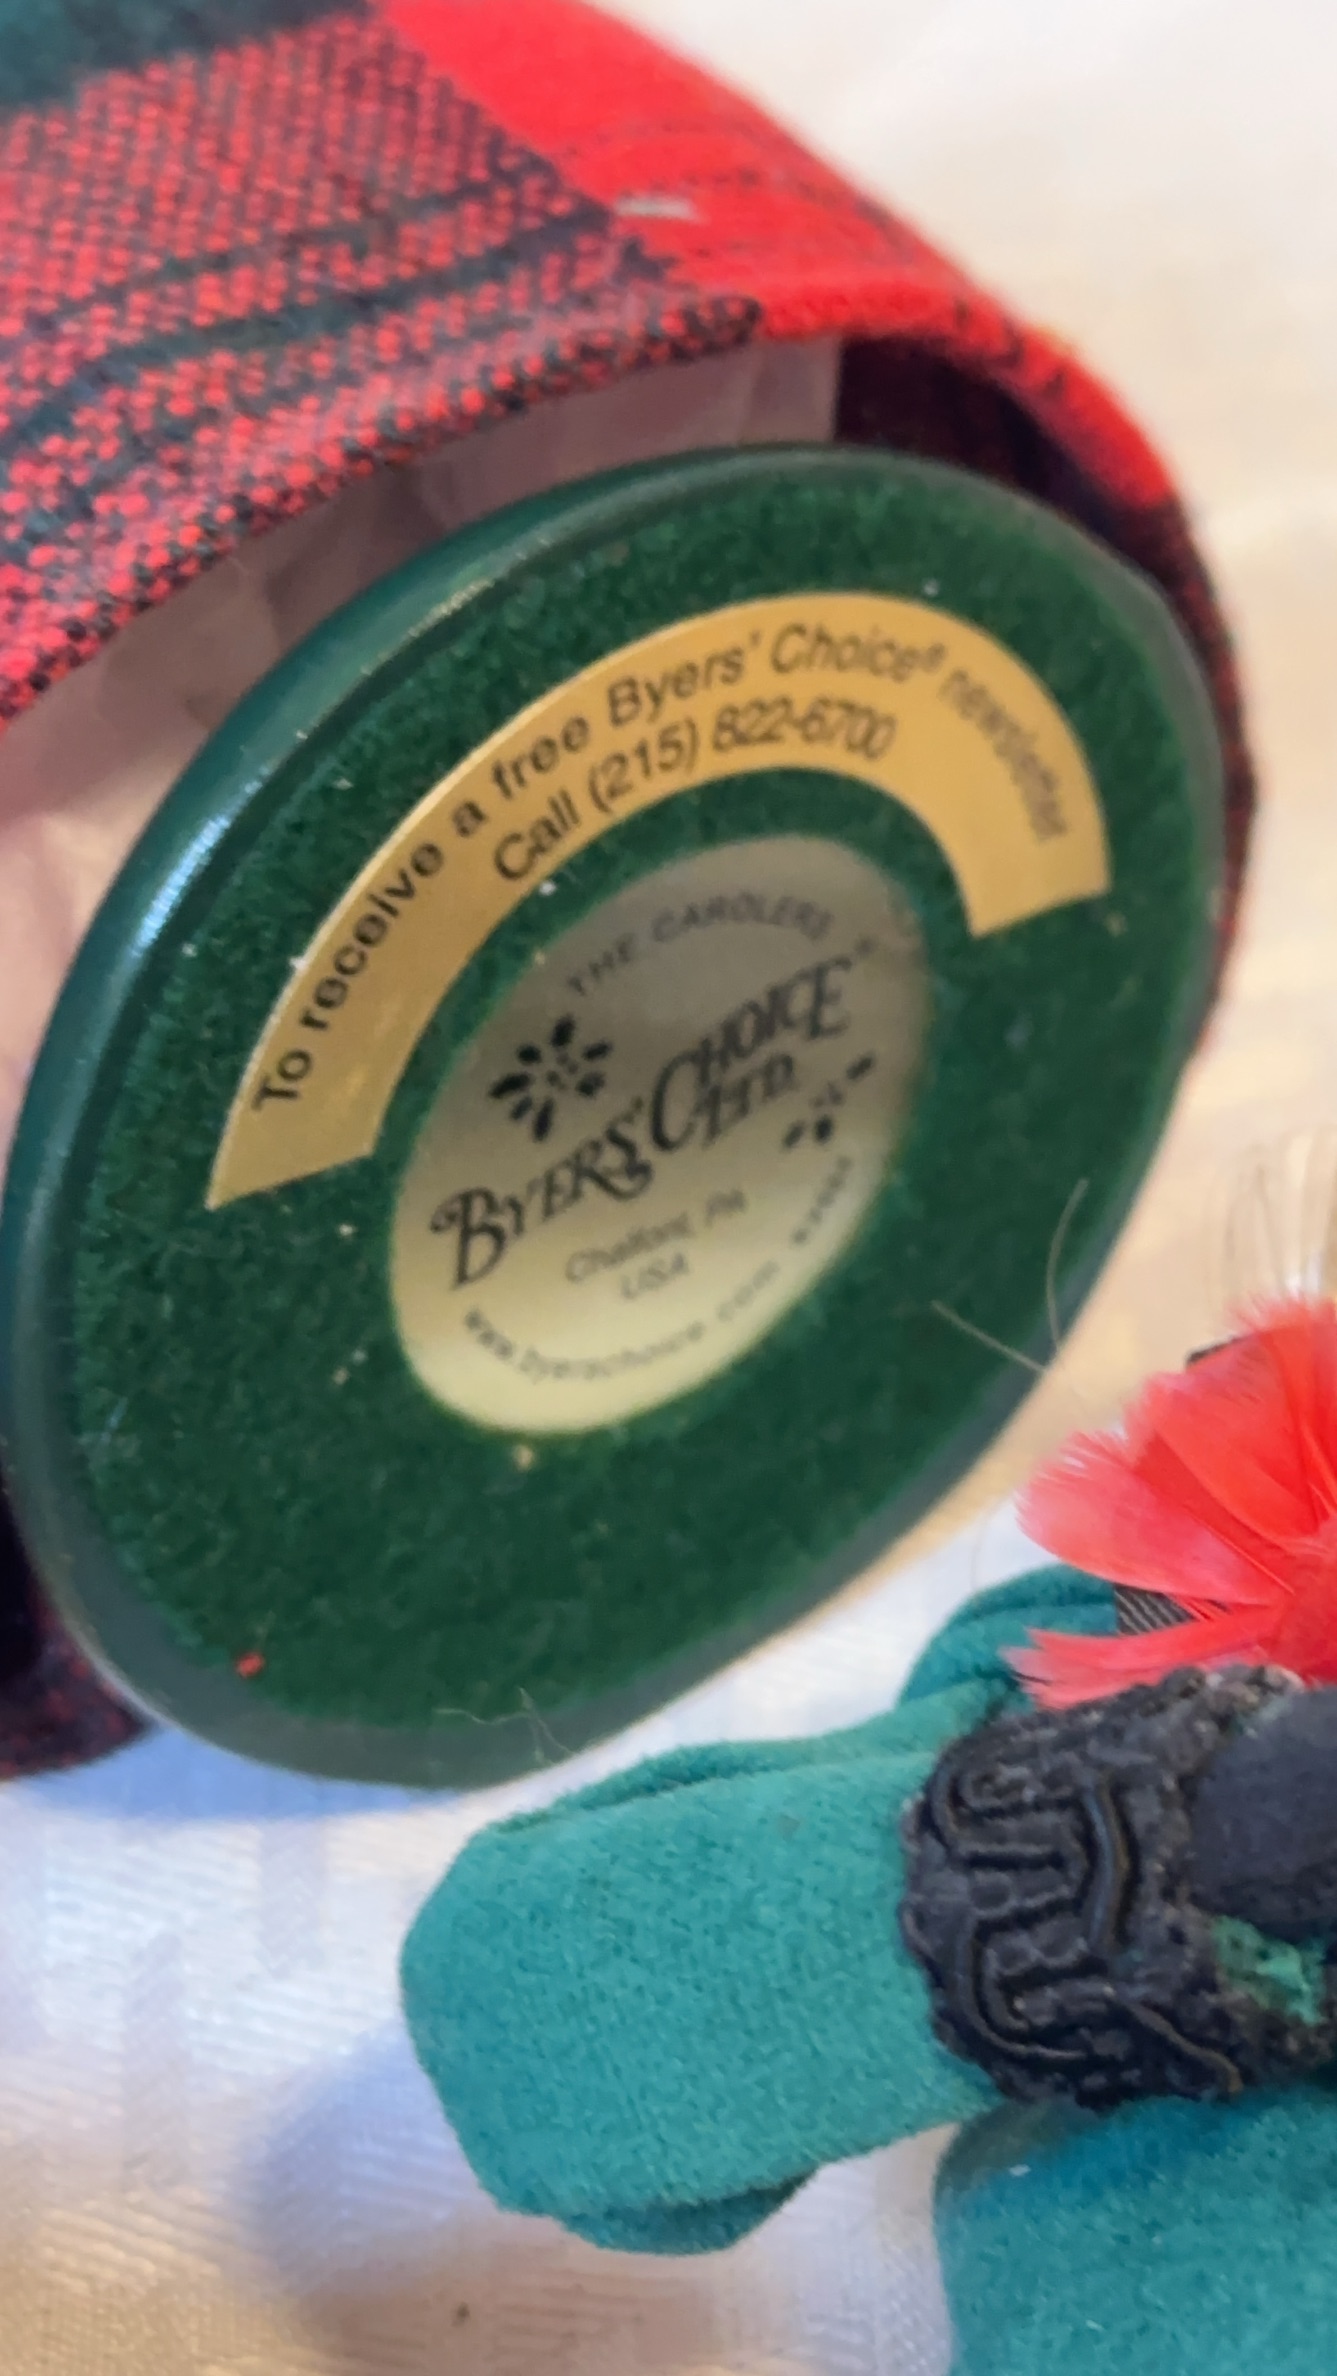 To receive a free Byers' Choice® newsletter
Call (215) 822-6700
THE CAROLERS ®
BYERS' CHOICE
LTD.
Chalfont, PA
USA
www.byerschoice.com